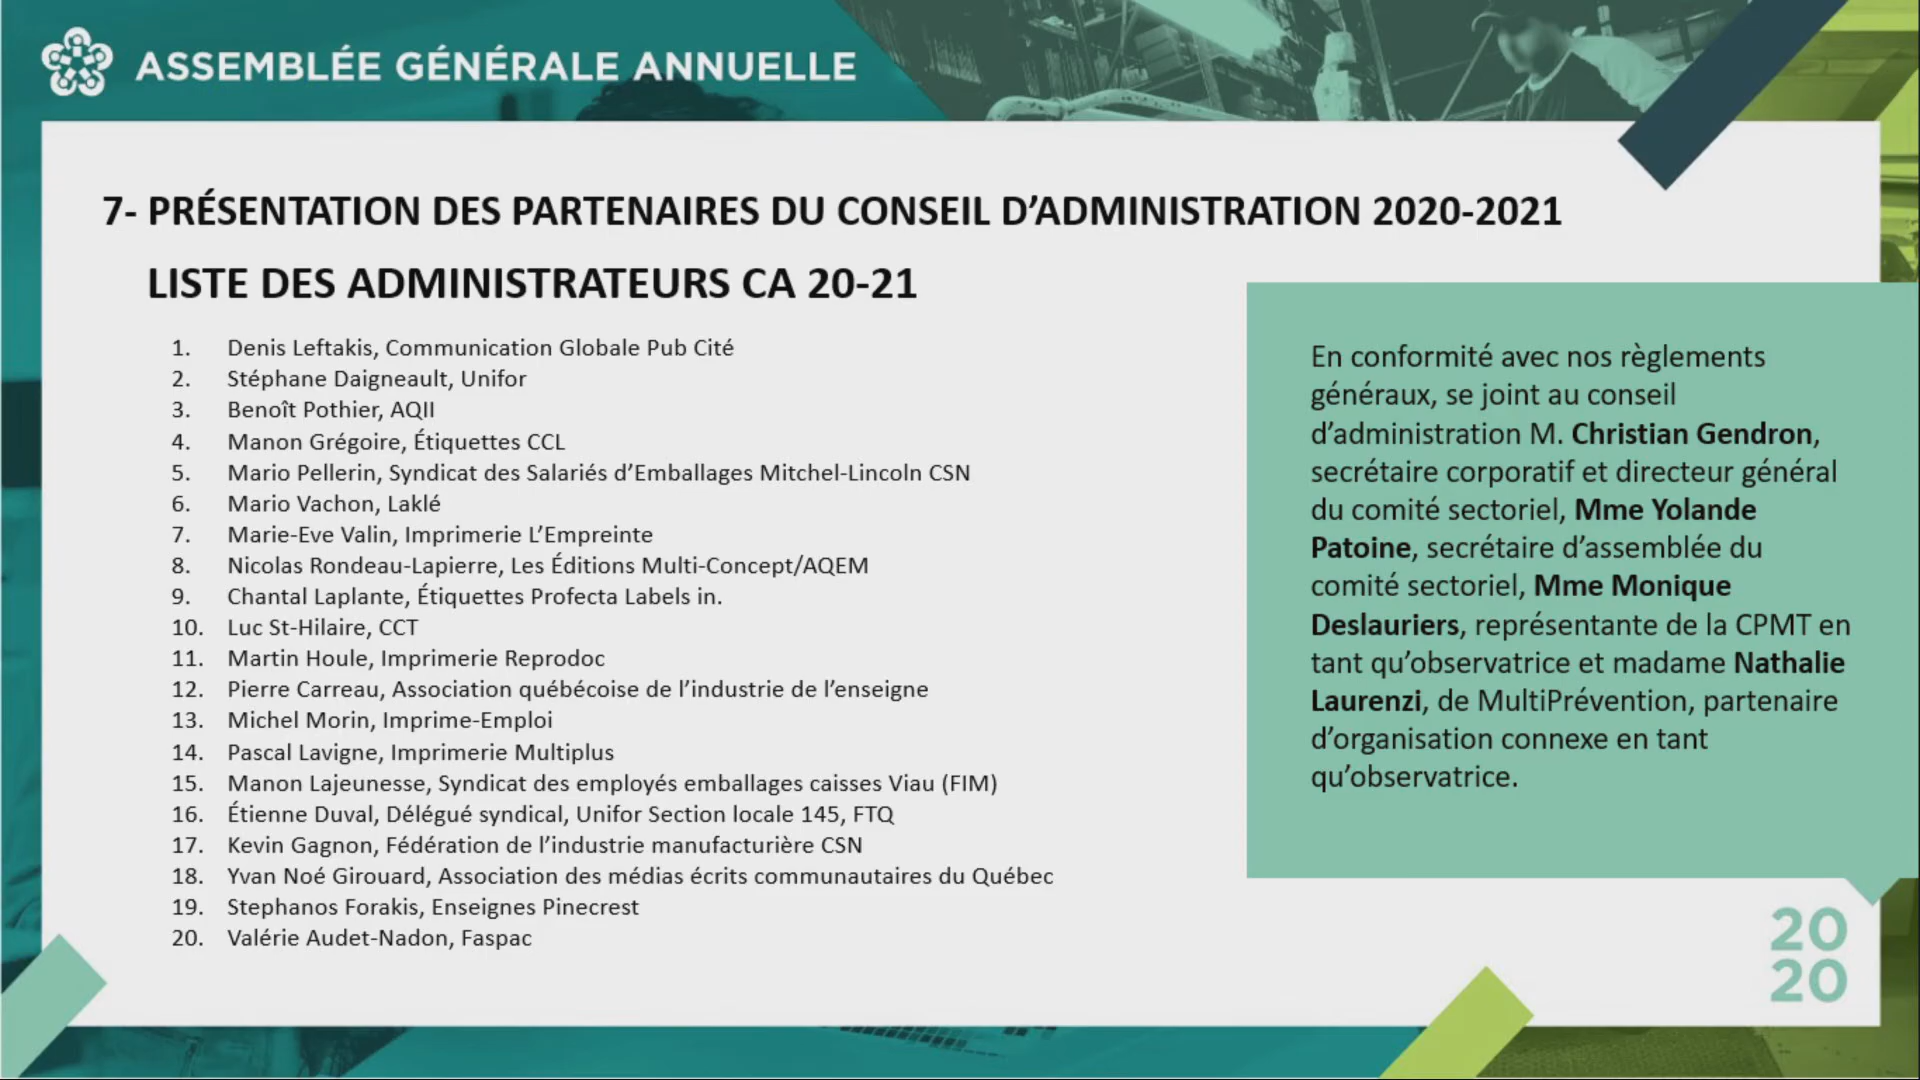 ASSEMBLÉE GÉNÉRALE ANNUELLE
7- PRÉSENTATION DES PARTENAIRES DU CONSEIL D’ADMINISTRATION 2020-2021
LISTE DES ADMINISTRATEURS CA 20-21
1. Denis Leftakis, Communication Globale Pub Cité
2. Stéphane Daigneault, Unifor
3. Benoît Pothier, AQII
4. Manon Grégoire, Étiquettes CCL
5. Mario Pellerin, Syndicat des Salariés d’Emballages Mitchel-Lincoln CSN
6. Mario Vachon, Laklé
7. Marie-Eve Valin, Imprimerie L’Empreinte
8. Nicolas Rondeau-Lapierre, Les Éditions Multi-Concept/AQEM
9. Chantal Laplante, Étiquettes Profecta Labels in.
10. Luc St-Hilaire, CCT
11. Martin Houle, Imprimerie Reprodoc
12. Pierre Carreau, Association québécoise de l’industrie de l’enseigne
13. Michel Morin, Imprime-Emploi
14. Pascal Lavigne, Imprimerie Multiplus
15. Manon Lajeunesse, Syndicat des employés emballages caisses Viau (FIM)
16. Étienne Duval, Délégué syndical, Unifor Section locale 145, FTQ
17. Kevin Gagnon, Fédération de l’industrie manufacturière CSN
18. Yvan Noé Girouard, Association des médias écrits communautaires du Québec
19. Stephanos Forakis, Enseignes Pinecrest
20. Valérie Audet-Nadon, Faspac
En conformité avec nos règlements
généraux, se joint au conseil
d’administration M. Christian Gendron,
secrétaire corporatif et directeur général
du comité sectoriel, Mme Yolande
Patoine, secrétaire d’assemblée du
comité sectoriel, Mme Monique
Deslauriers, représentante de la CPMT en
tant qu’observatrice et madame Nathalie
Laurenzi, de MultiPrévention, partenaire
d’organisation connexe en tant
qu’observatrice.
20
20